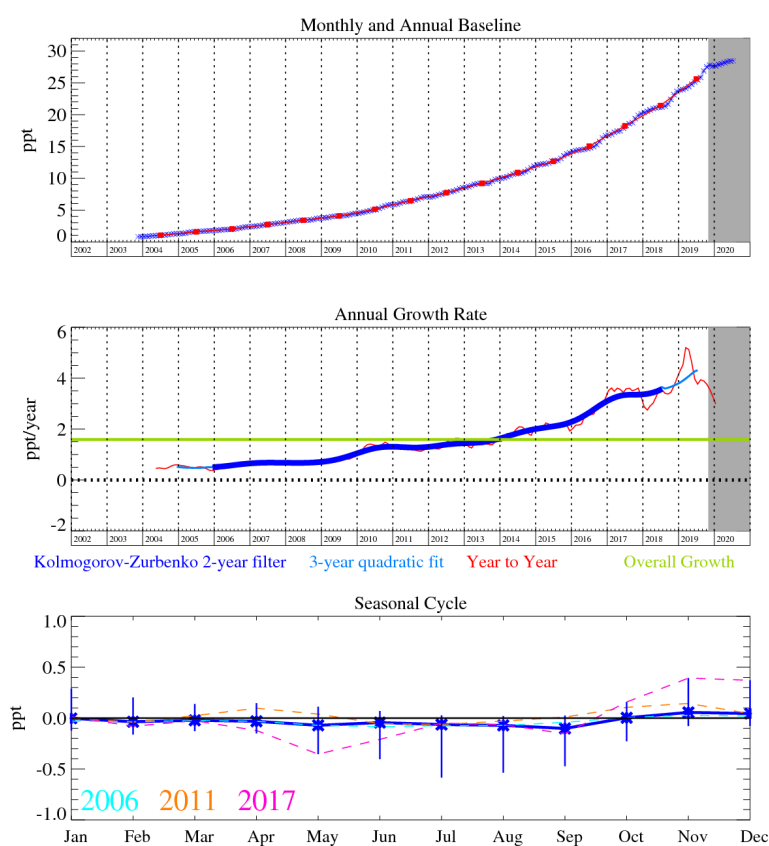 Monthly and Annual Baseline
30
25
20
15
10
5
0
ppt
2002 2003 2004 2005 2006 2007 2008 2009 2010 2011 2012 2013 2014 2015 2016 2017 2018 2019 2020
Annual Growth Rate
6
4
2
0
-2
ppt/year
2002 2003 2004 2005 2006 2007 2008 2009 2010 2011 2012 2013 2014 2015 2016 2017 2018 2019 2020
Kolmogorov-Zurbenko 2-year filter 3-year quadratic fit Year to Year Overall Growth
Seasonal Cycle
1.0
0.5
0.0
-0.5
-1.0
ppt
2006 2011 2017
Jan Feb Mar Apr May Jun Jul Aug Sep Oct Nov Dec